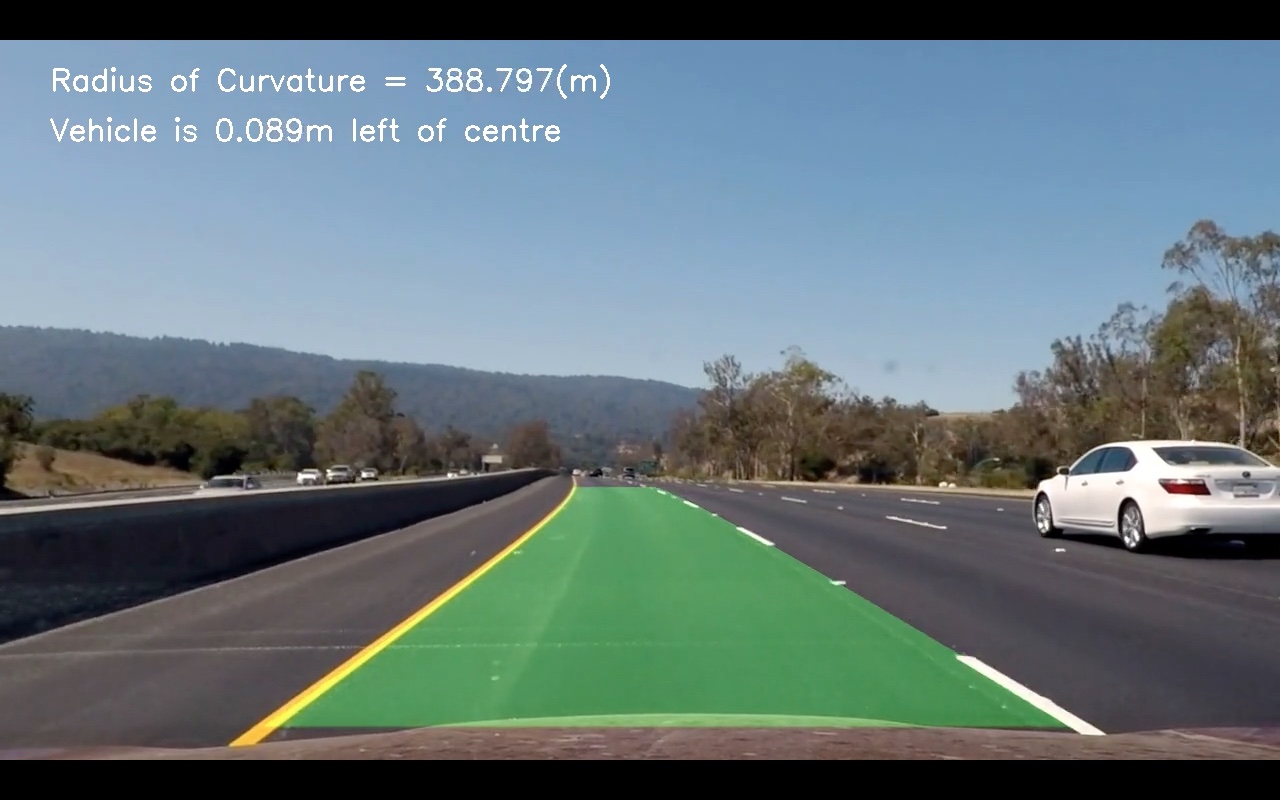 Radius of Curvature = 388.797(m)
Vehicle is 0.089m left of centre